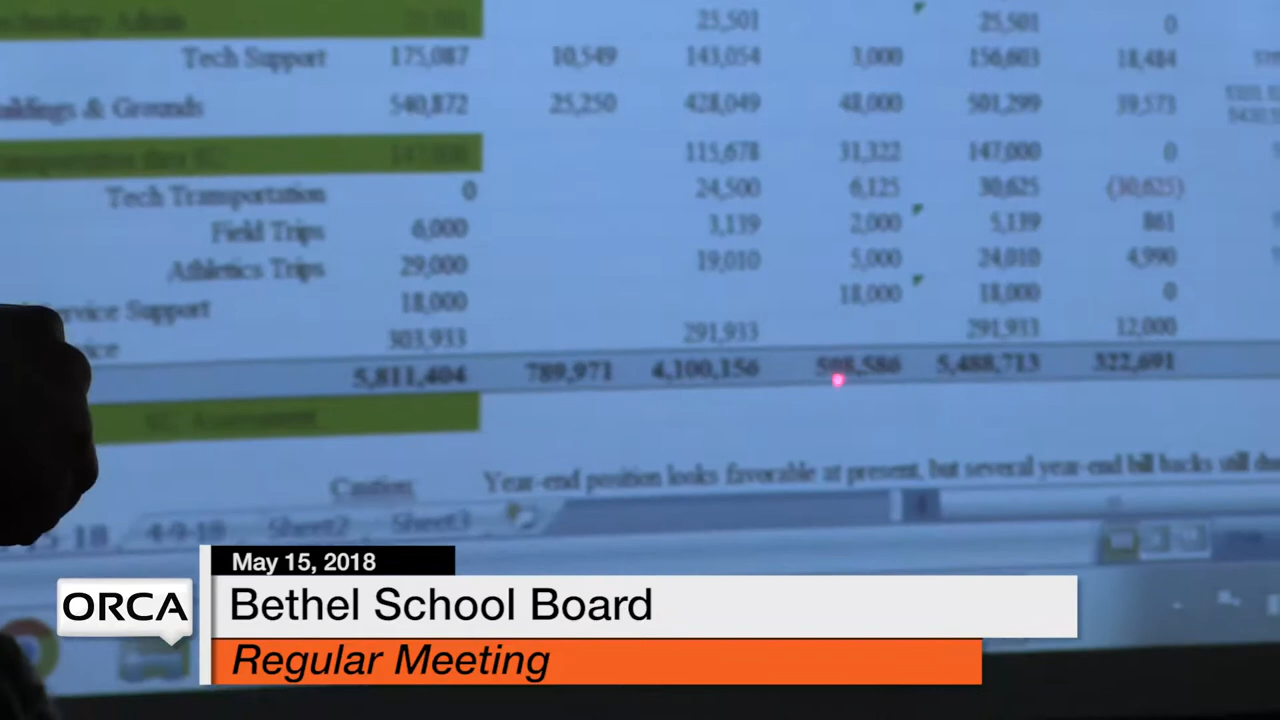 25,501 25,501 0
Tech Support 175,087 10,549 143,054 3,000 156,603 18,484
& Grounds 540,872 25,250 428,049 48,000 501,299 39,573
115,678 31,322 147,000 0
Tech Transportation 0 24,500 6,125 30,625 (30,625)
Field Trips 6,000 3,139 2,000 5,139 861
Athletics Trips 29,000 19,010 5,000 24,010 4,990
Support 18,000 18,000 18,000 0
303,933 291,933 291,933 12,000
5,811,404 789,971 4,100,156 598,586 5,488,713 322,691
Caution: Year-end position looks favorable at present, but several year-end bill backs still
4-9-18 Sheet2 Sheet3
May 15, 2018
ORCA
Bethel School Board
Regular Meeting